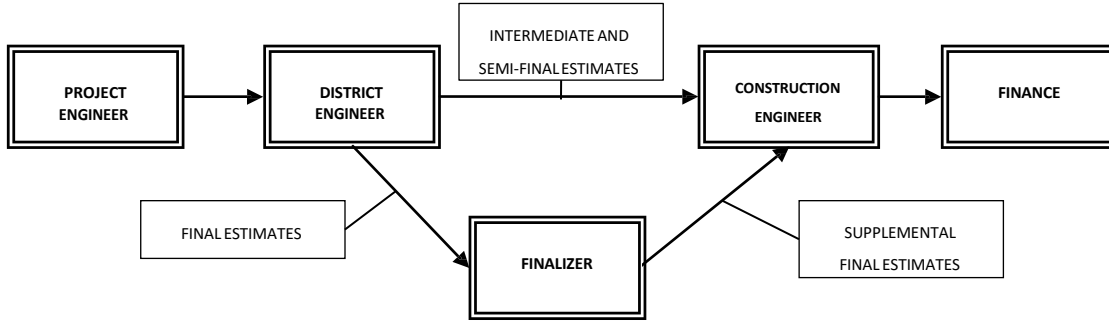 INTERMEDIATE AND
SEMI-FINAL ESTIMATES
PROJECT
ENGINEER
DISTRICT
ENGINEER
CONSTRUCTION
ENGINEER
FINANCE
FINAL ESTIMATES
FINALIZER
SUPPLEMENTAL
FINAL ESTIMATES